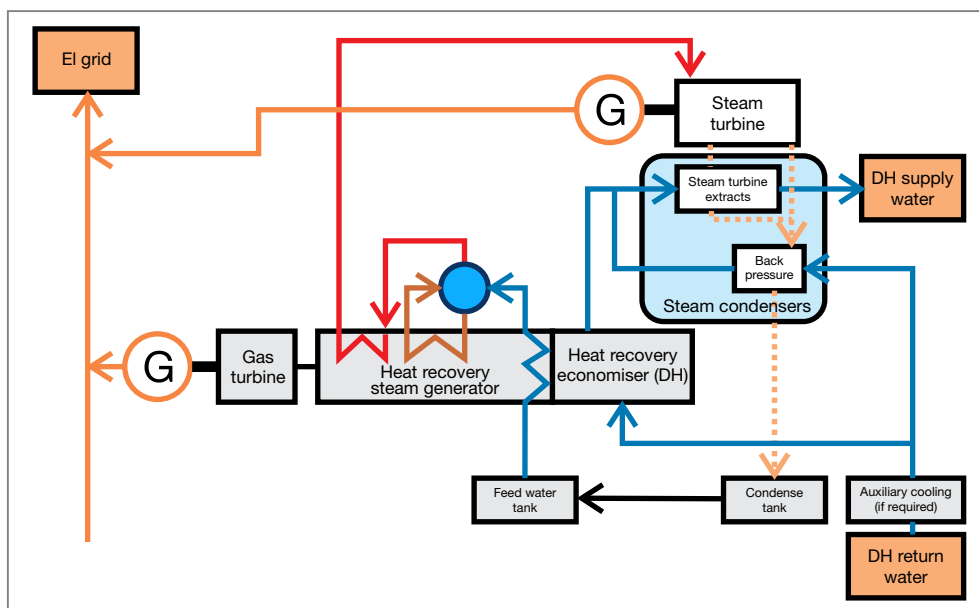 El grid
G
Steam
turbine
Steam turbine
extracts
DH supply
water
Back
pressure
Steam condensers
G
Gas
turbine
Heat recovery
steam generator
Heat recovery
economiser (DH)
Feed water
tank
Condense
tank
Auxiliary cooling
(if required)
DH return
water